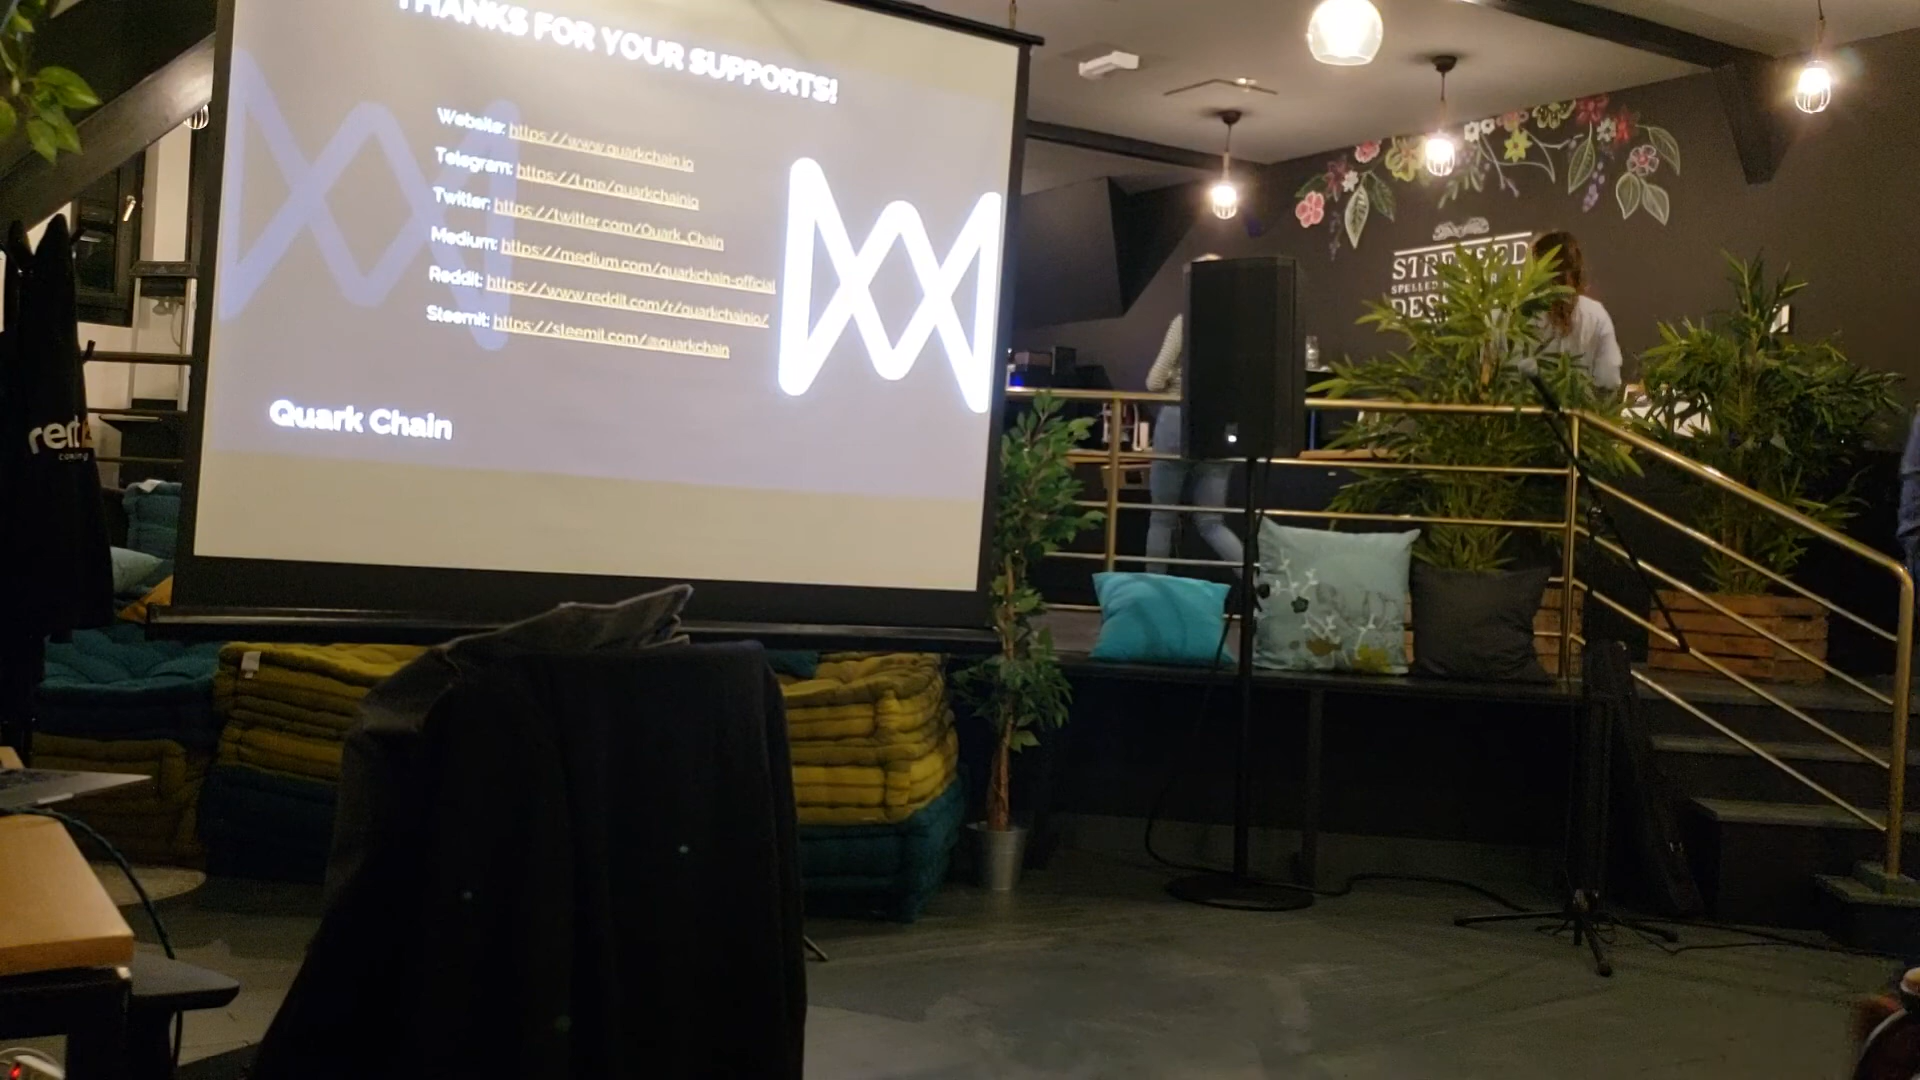 THANKS FOR YOUR SUPPORTS!
Website: https://www.quarkchain.io
Telegram: https://t.me/quarkchainio
Twitter: https://twitter.com/Quark_Chain
Medium: https://medium.com/quarkchain-official
Reddit: https://www.reddit.com/r/quarkchainio/
Steemit: https://steemit.com/@quarkchain
Quark Chain
SPELLED